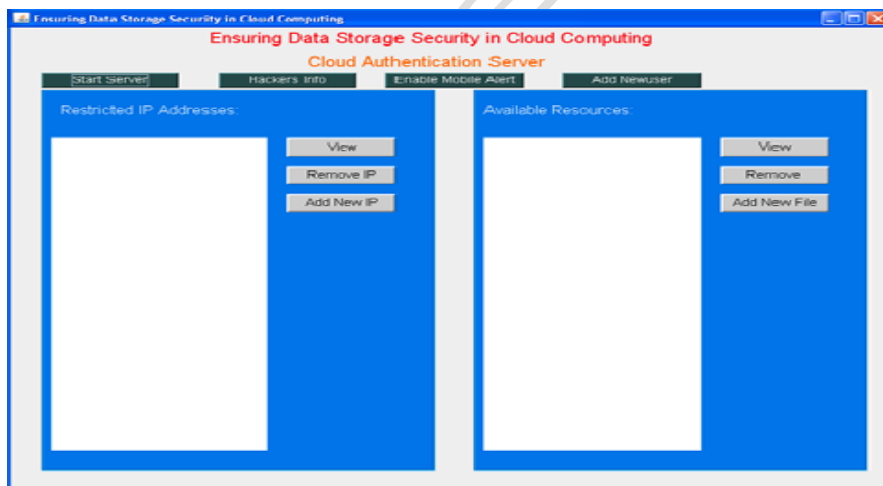 Ensuring Data Storage Security in Cloud Computing
Ensuring Data Storage Security in Cloud Computing
Cloud Authentication Server
Start Server Hackers Info Enable Mobile Alert Add Newuser
Restricted IP Addresses: Available Resources:
View View
Remove IP Remove
Add New IP Add New File